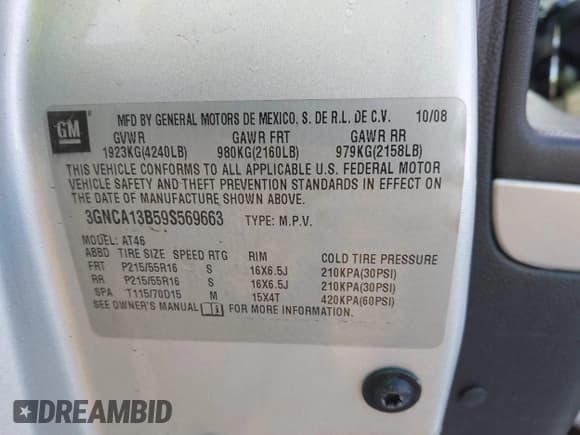 GM
MFD BY GENERAL MOTORS DE MEXICO, S. DE R.L. DE C.V. 10/08
GVWR GAWR FRT GAWR RR
1923KG(4240LB) 980KG(2160LB) 979KG(2158LB)
THIS VEHICLE CONFORMS TO ALL APPLICABLE U.S. FEDERAL MOTOR
VEHICLE SAFETY AND THEFT PREVENTION STANDARDS IN EFFECT ON
THE DATE OF MANUFACTURE SHOWN ABOVE.
3GNCA13B59S569663 TYPE: M.P.V.
MODEL: AT46
ABBD TIRE SIZE SPEED RTG RIM COLD TIRE PRESSURE
FRT P215/55R16 S 16X6.5J 210KPA(30PSI)
RR P215/55R16 S 16X6.5J 210KPA(30PSI)
SPA T115/70D15 M 15X4T 420KPA(60PSI)
SEE OWNER'S MANUAL FOR MORE INFORMATION
DREAMBID